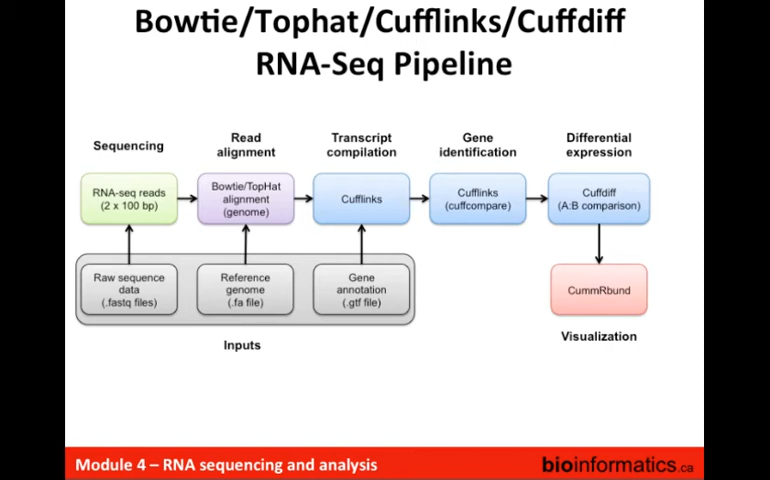 Bowtie/Tophat/Cufflinks/Cuffdiff
RNA-Seq Pipeline
Sequencing
Read
alignment
Transcript
compilation
Gene
identification
Differential
expression
RNA-seq reads
(2 x 100 bp)
Bowtie/TopHat
alignment
(genome)
Cufflinks
Cufflinks
(cuffcompare)
Cuffdiff
(A:B comparison)
Raw sequence
data
(.fastq files)
Reference
genome
(.fa file)
Gene
annotation
(.gtf file)
CummRbund
Inputs
Visualization
Module 4 – RNA sequencing and analysis
bioinformatics.ca